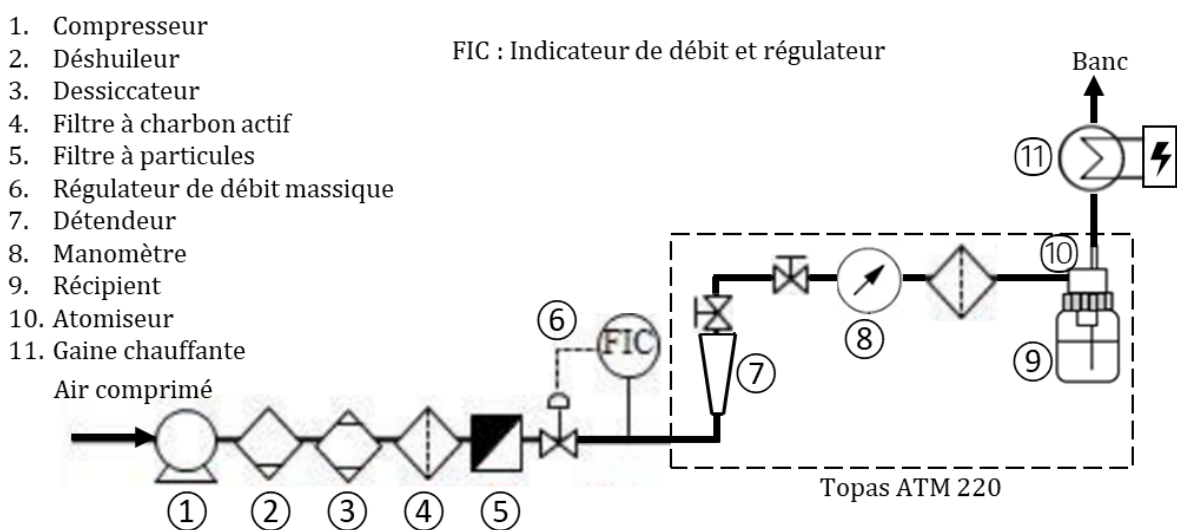 1. Compresseur
2. Déshuileur
3. Dessiccateur
4. Filtre à charbon actif
5. Filtre à particules
6. Régulateur de débit massique
7. Détendeur
8. Manomètre
9. Récipient
10. Atomiseur
11. Gaine chauffante
FIC : Indicateur de débit et régulateur
Banc
11
10
6
FIC
8
9
7
Air comprimé
Topas ATM 220
1 2 3 4 5